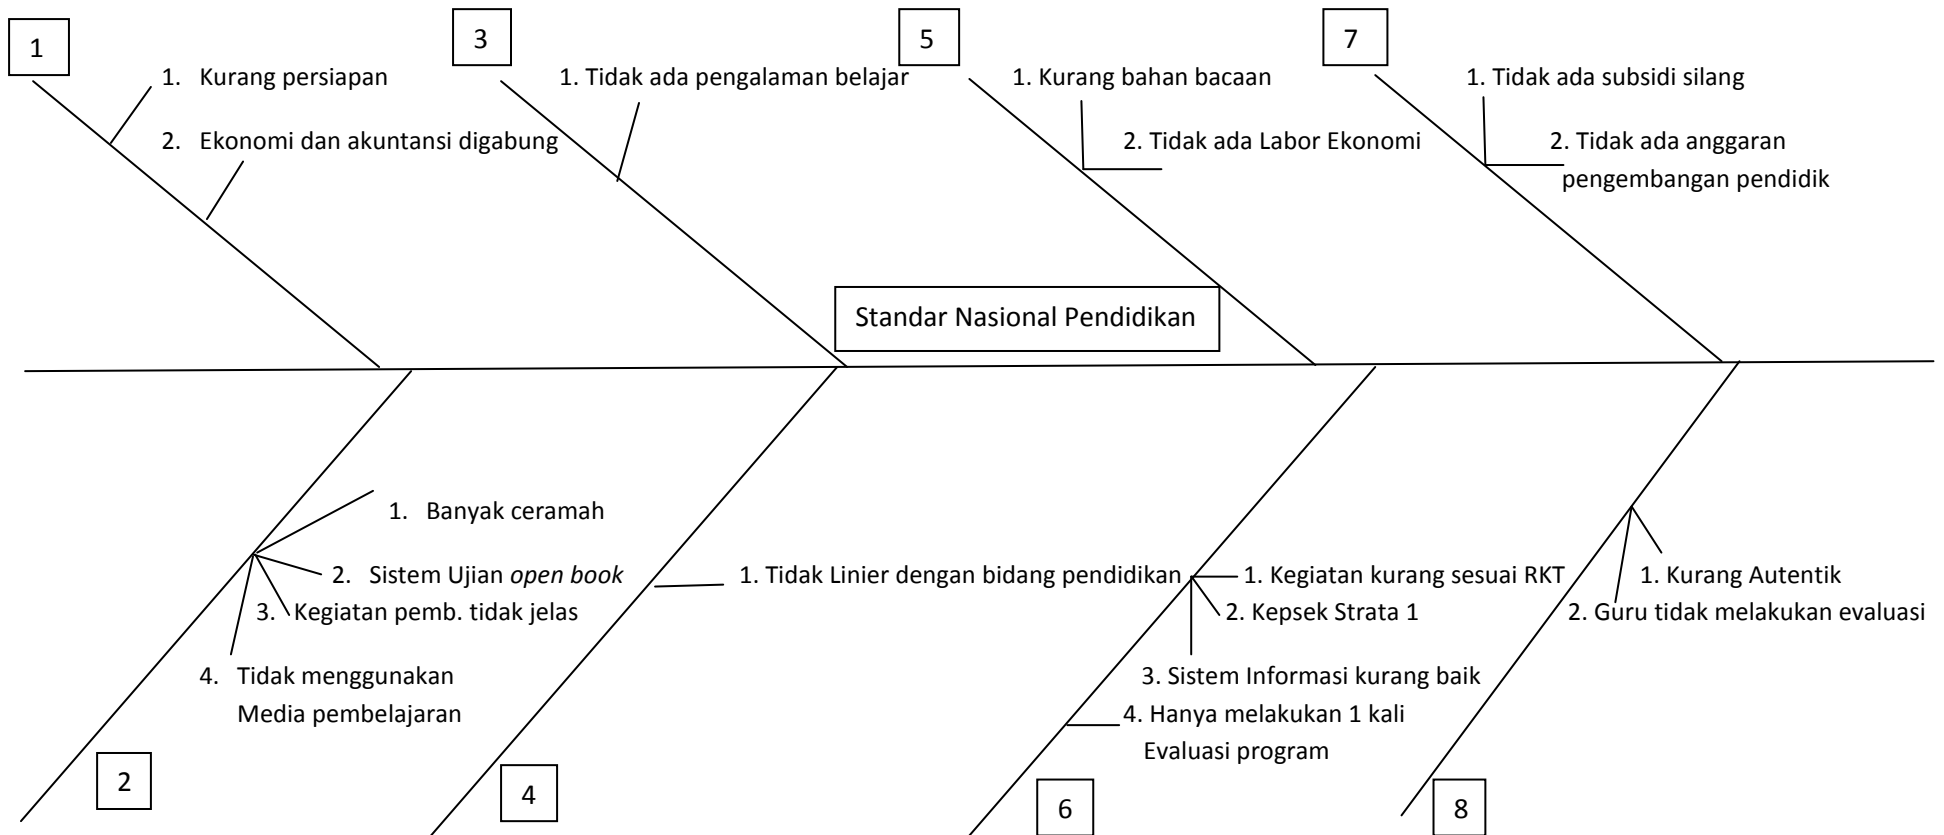 1
3
5
7
1. Kurang persiapan
2. Ekonomi dan akuntansi digabung
1. Tidak ada pengalaman belajar
1. Kurang bahan bacaan
2. Tidak ada Labor Ekonomi
1. Tidak ada subsidi silang
2. Tidak ada anggaran
pengembangan pendidik
Standar Nasional Pendidikan
1. Banyak ceramah
2. Sistem Ujian open book
3. Kegiatan pemb. tidak jelas
4. Tidak menggunakan
Media pembelajaran
1. Tidak Linier dengan bidang pendidikan
1. Kegiatan kurang sesuai RKT
2. Kepsek Strata 1
3. Sistem Informasi kurang baik
4. Hanya melakukan 1 kali
Evaluasi program
1. Kurang Autentik
2. Guru tidak melakukan evaluasi
2
4
6
8